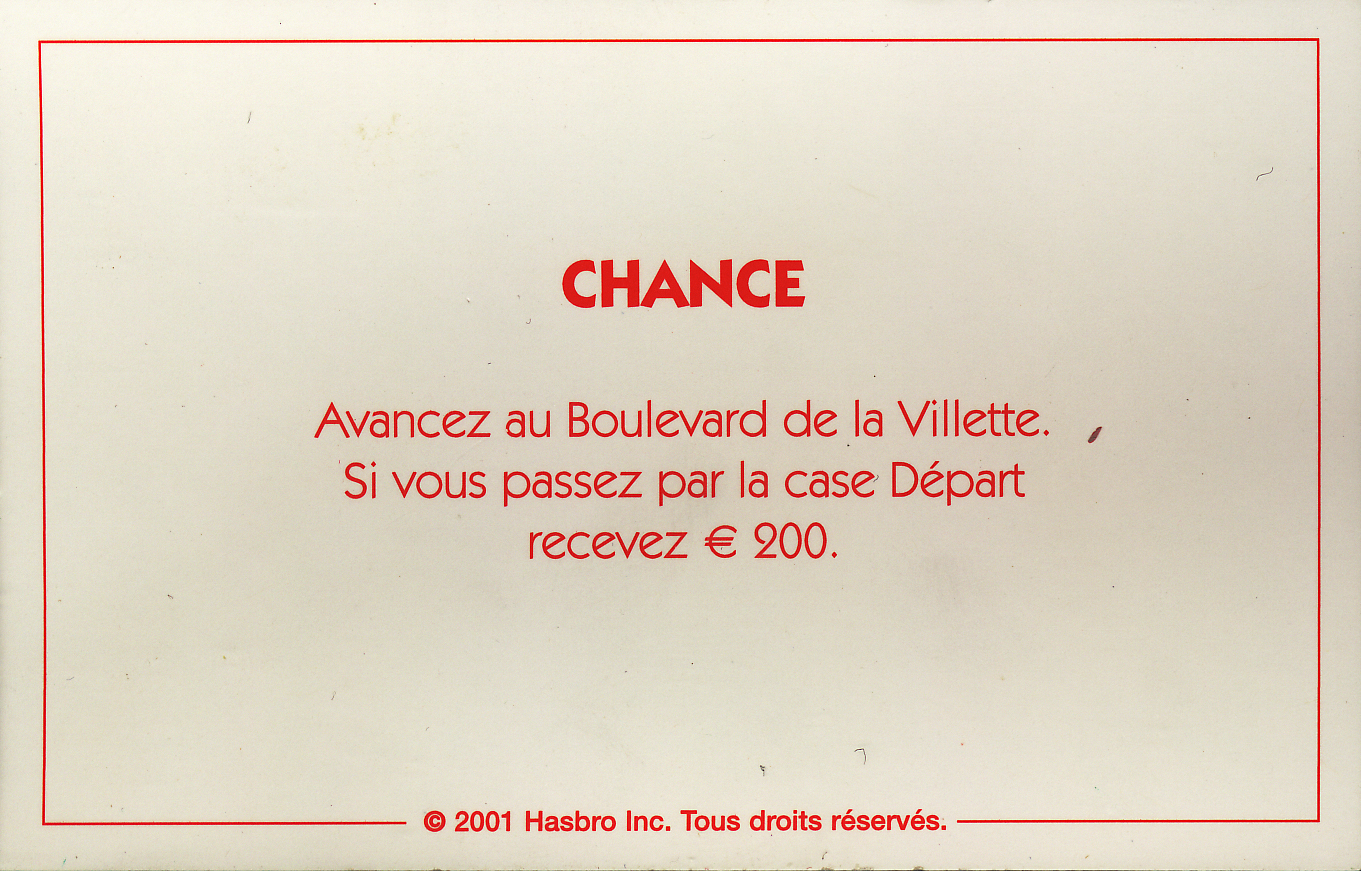 CHANCE
Avancez au Boulevard de la Villette.
Si vous passez par la case Départ
recevez € 200.
© 2001 Hasbro Inc. Tous droits réservés.